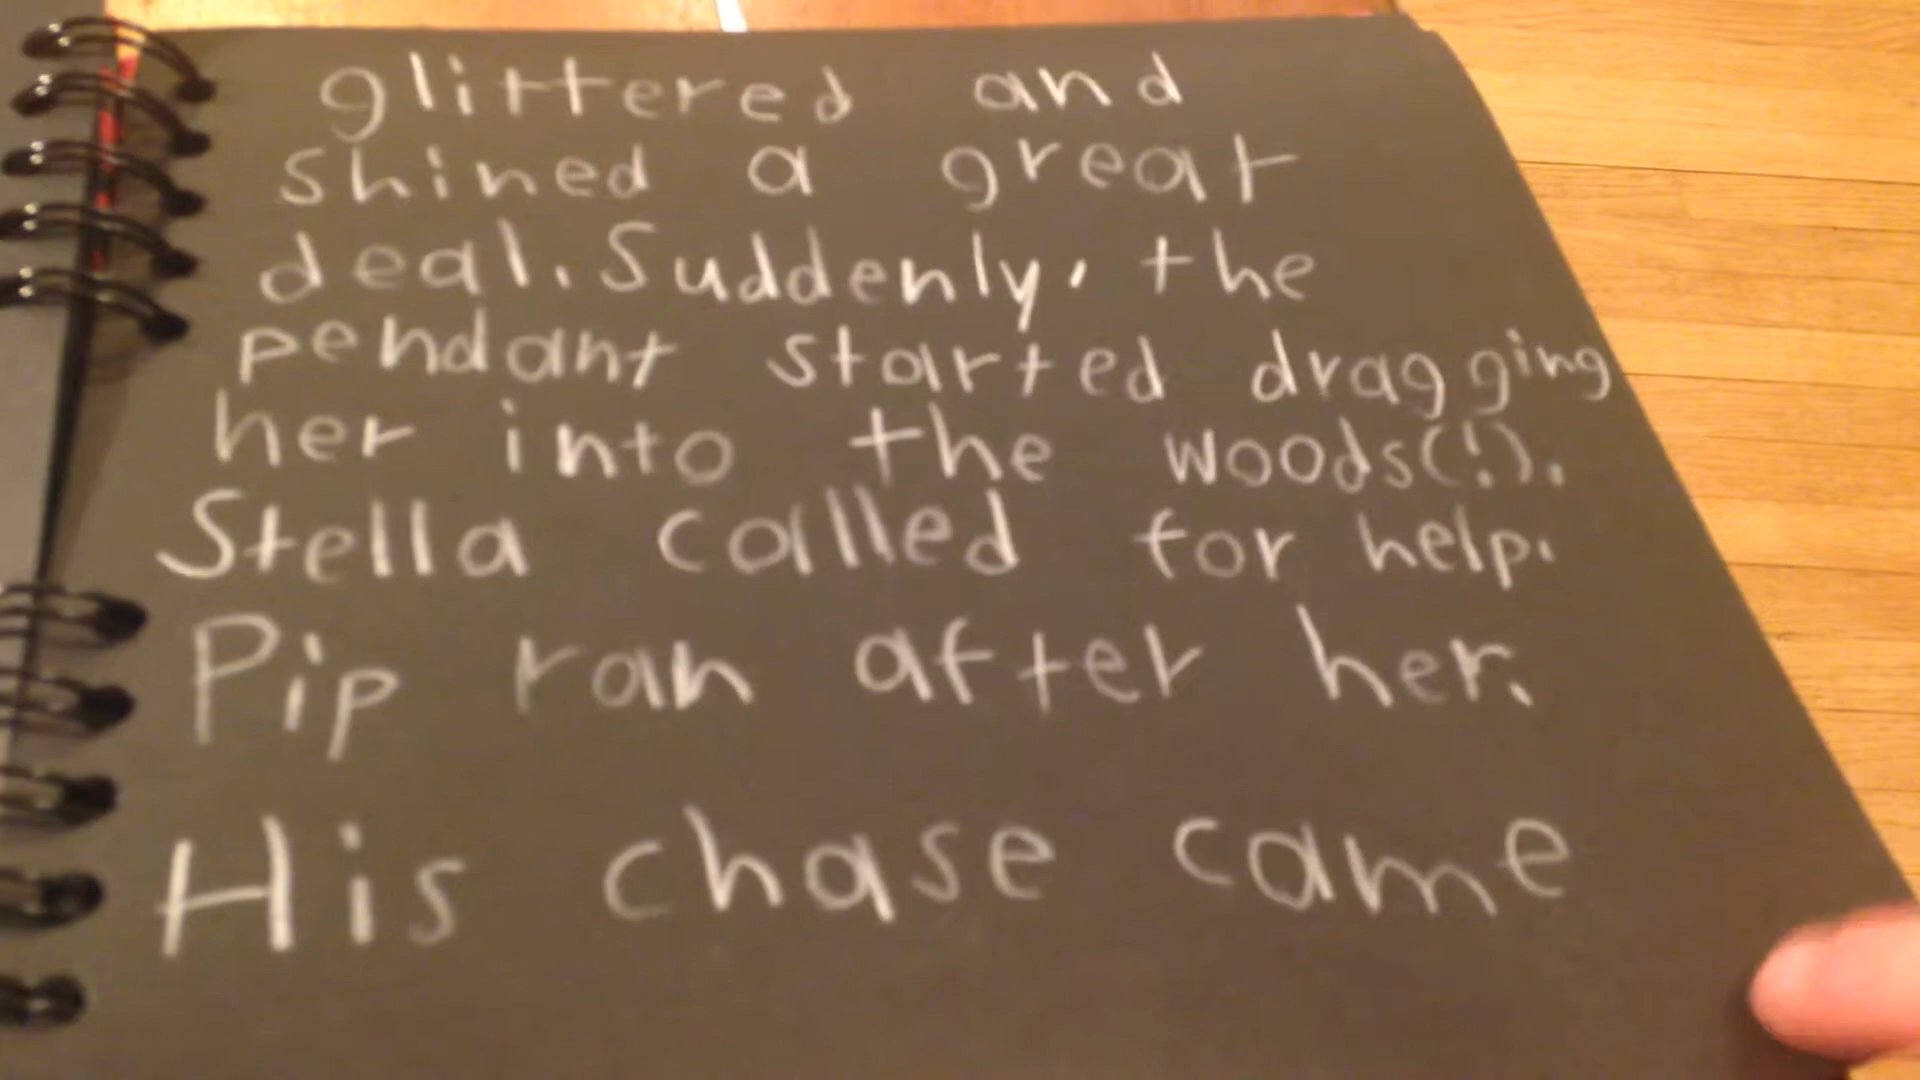 glittered and
shined a great
deal. Suddenly, the
pendant started dragging
her into the woods(!).
Stella called for help.
Pip ran after her.
His chase came